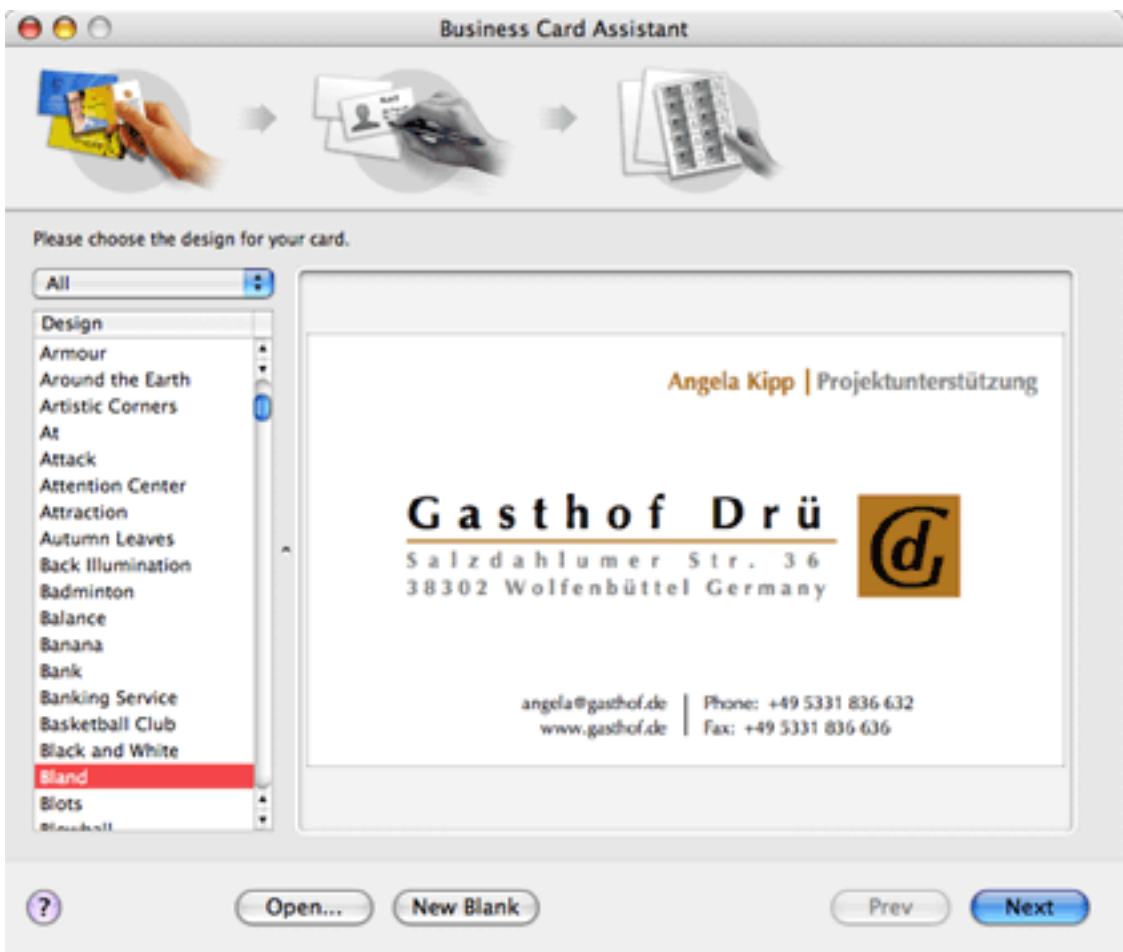 Business Card Assistant
Please choose the design for your card.
All
Design
Armour
Around the Earth
Artistic Corners
At
Attack
Attention Center
Attraction
Autumn Leaves
Back Illumination
Badminton
Balance
Banana
Bank
Banking Service
Basketball Club
Black and White
Bland
Blots
Blowball
Angela Kipp | Projektunterstützung
Gasthof Drü
Salzdahlumer Str. 36
38302 Wolfenbüttel Germany
Gd
angela@gasthof.de | Phone: +49 5331 836 632
www.gasthof.de | Fax: +49 5331 836 636
?
Open...
New Blank
Prev
Next